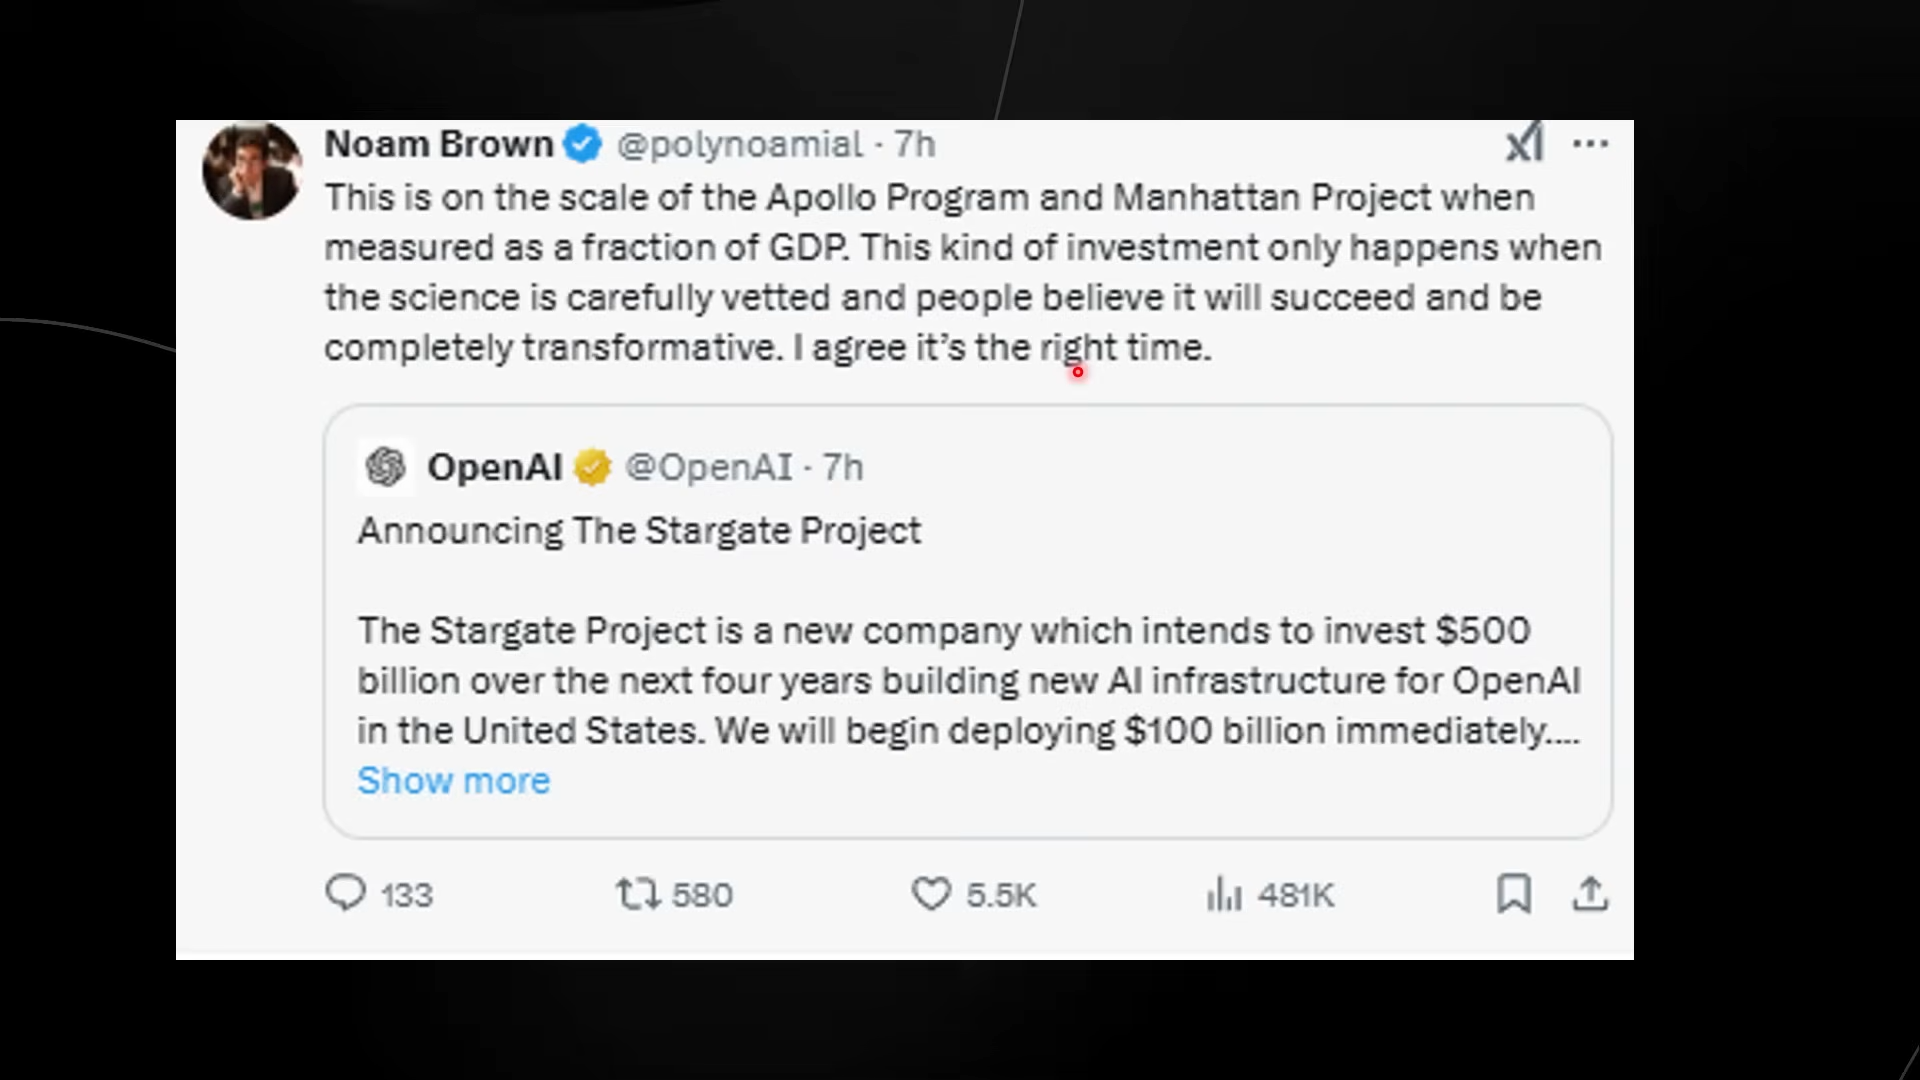 Noam Brown @polynoamial · 7h
This is on the scale of the Apollo Program and Manhattan Project when
measured as a fraction of GDP. This kind of investment only happens when
the science is carefully vetted and people believe it will succeed and be
completely transformative. I agree it’s the right time.
OpenAI @OpenAI · 7h
Announcing The Stargate Project
The Stargate Project is a new company which intends to invest $500
billion over the next four years building new AI infrastructure for OpenAI
in the United States. We will begin deploying $100 billion immediately....
Show more
133 580 5.5K 481K